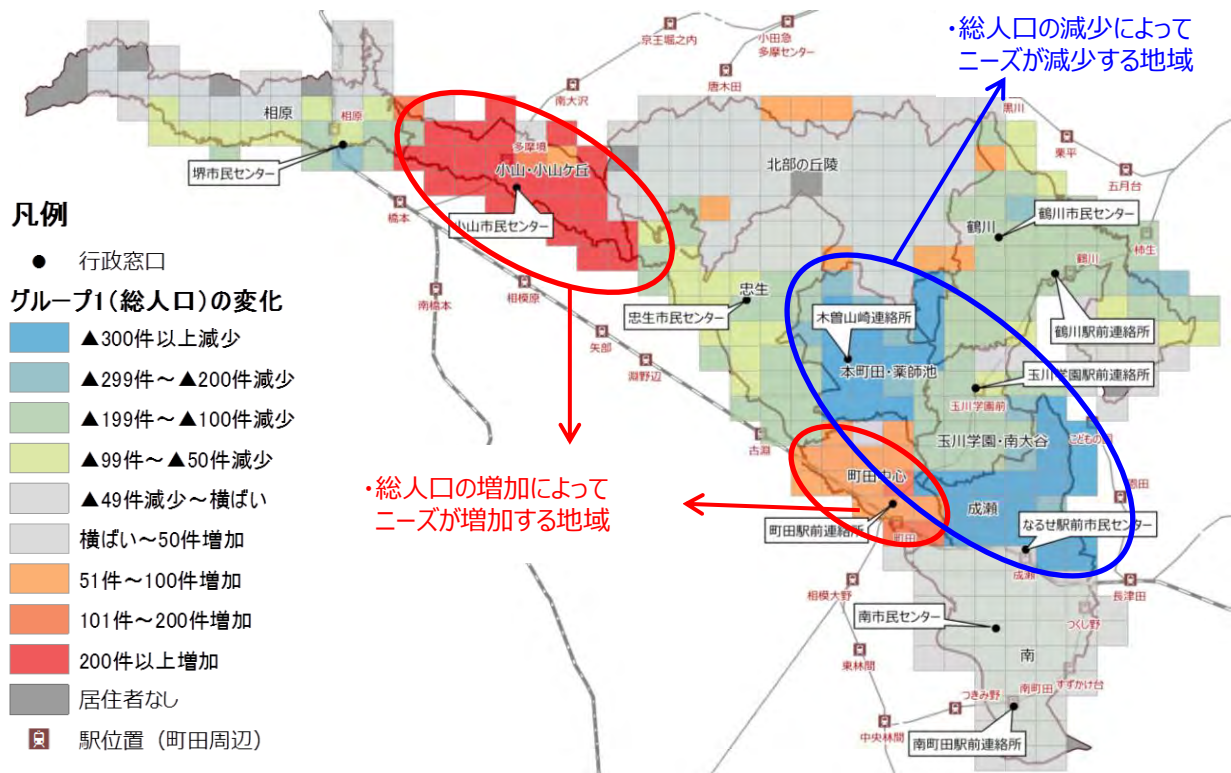 ・総人口の減少によって
ニーズが減少する地域
京王堀之内
小田急
多摩センター
唐木田
南大沢
黒川
栗平
五月台
相原
相原
多摩境
小山・小山ケ丘
北部の丘陵
堺市民センター
橋本
小山市民センター
鶴川
鶴川市民センター
柿生
鶴川
鶴川駅前連絡所
南橋本
相模原
忠生
忠生市民センター
木曽山崎連絡所
矢部
淵野辺
本町田・薬師池
玉川学園駅前連絡所
玉川学園前
古淵
玉川学園・南大谷
こどもの国
恩田
町田中心
成瀬
町田駅前連絡所
町田
なるせ駅前市民センター
成瀬
長津田
相模大野
南市民センター
つくし野
東林間
南
すずかけ台
つきみ野
南町田
中央林間
南町田駅前連絡所
・総人口の増加によって
ニーズが増加する地域
凡例
行政窓口
グループ1(総人口)の変化
▲300件以上減少
▲299件～▲200件減少
▲199件～▲100件減少
▲99件～▲50件減少
▲49件減少～横ばい
横ばい～50件増加
51件～100件増加
101件～200件増加
200件以上増加
居住者なし
駅位置（町田周辺）